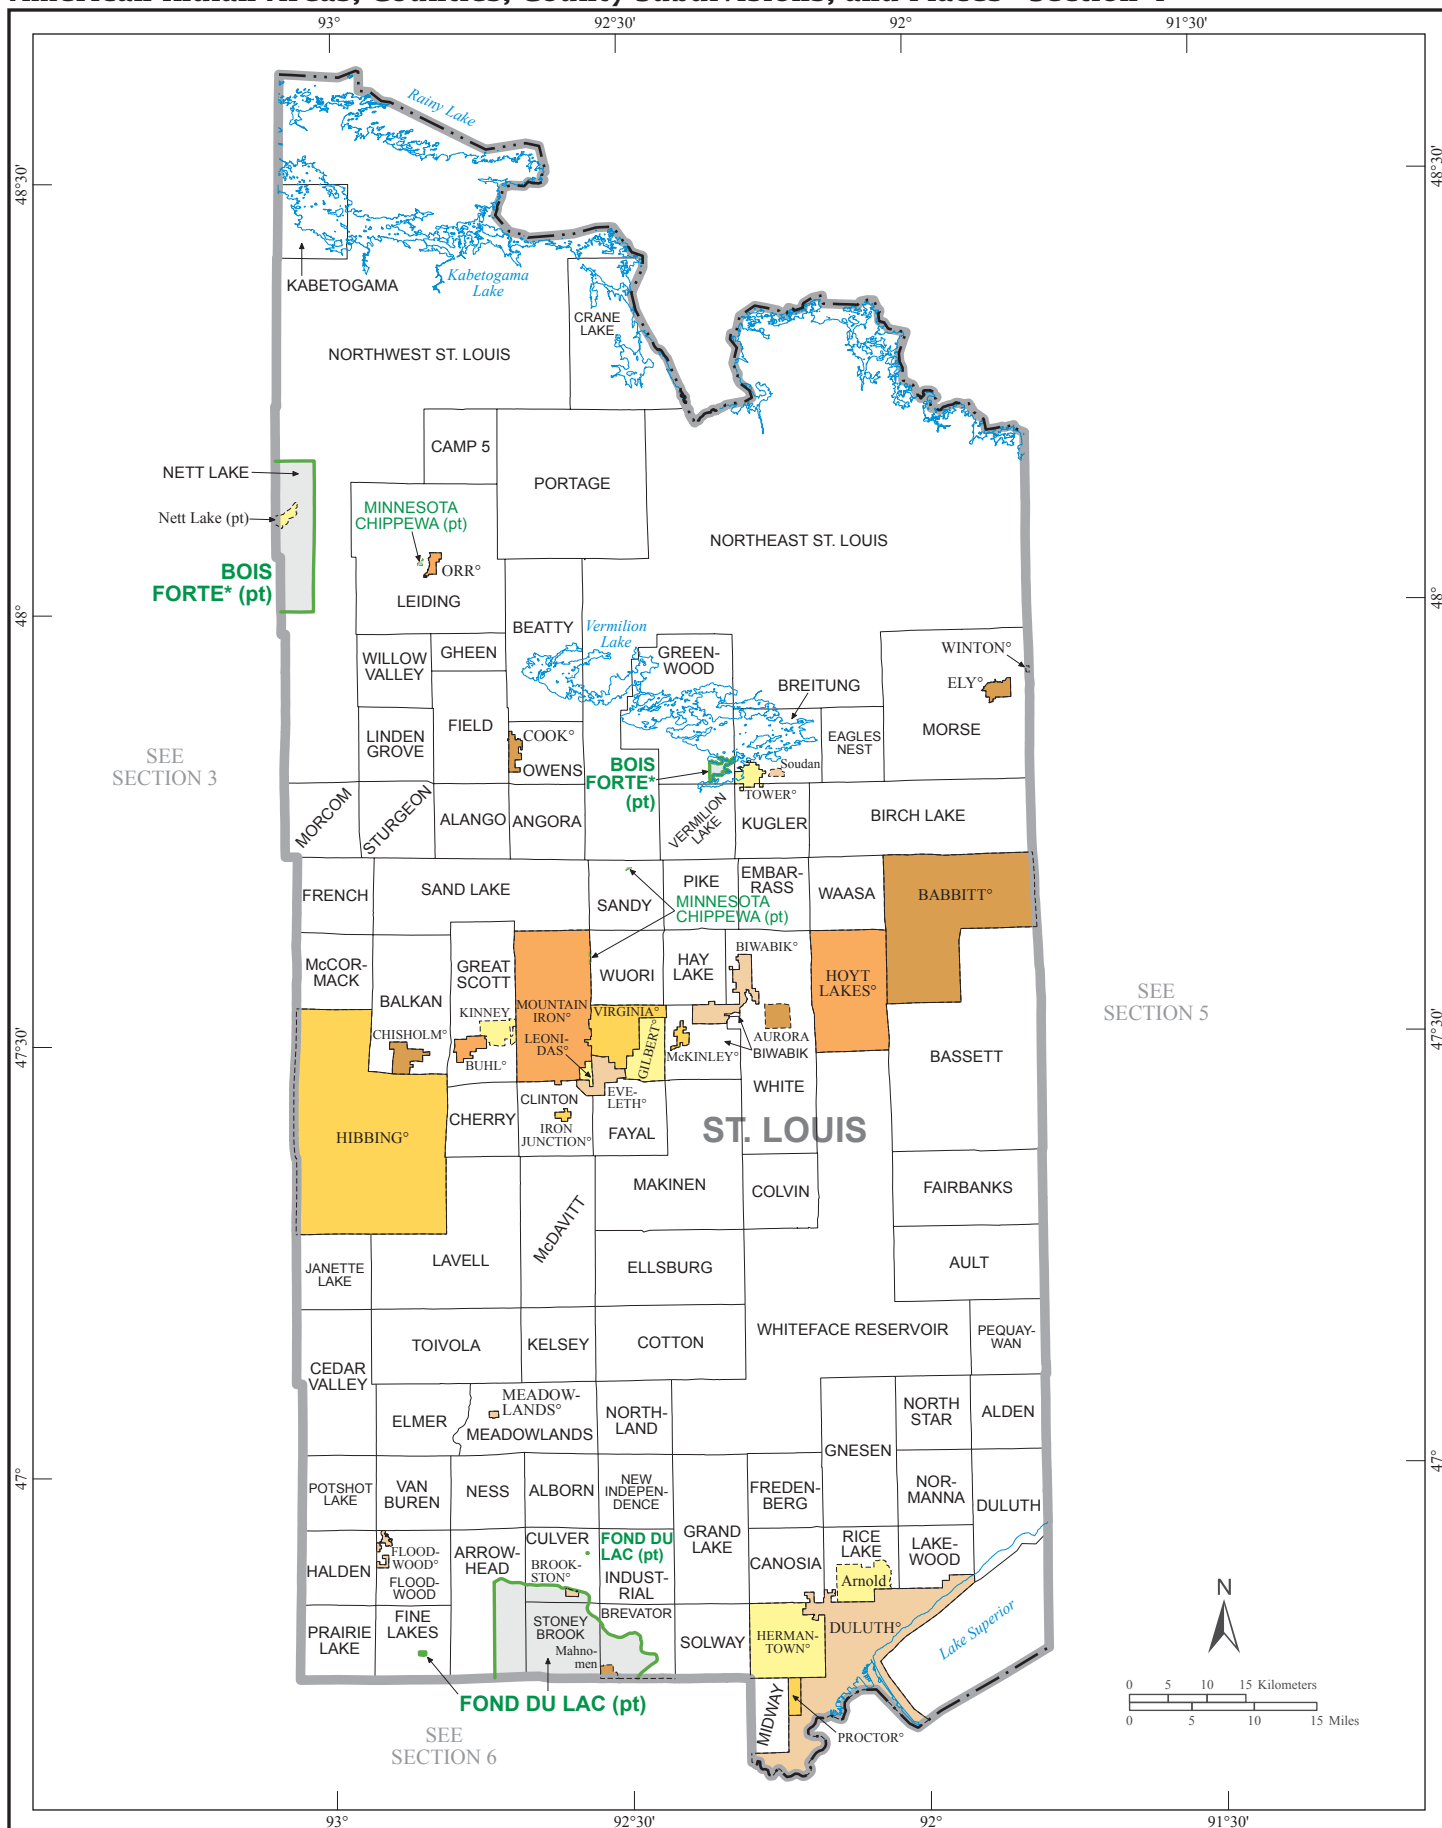 American Indian Areas, Counties, County Subdivisions, and Places—Section 4
93°
92°30'
92°
91°30'
Rainy Lake
48°30'
48°30'
KABETOGAMA
Kabetogama
Lake
CRANE
LAKE
NORTHWEST ST. LOUIS
CAMP 5
NETT LAKE
PORTAGE
MINNESOTA
CHIPPEWA (pt)
Nett Lake (pt)
NORTHEAST ST. LOUIS
BOIS
FORTE* (pt)
ORR°
LEIDING
48°
48°
BEATTY
Vermilion
Lake
WILLOW
VALLEY
GHEEN
GREEN-
WOOD
WINTON°
ELY°
BREITUNG
FIELD
LINDEN
GROVE
COOK°
EAGLES
NEST
MORSE
SEE
SECTION 3
OWENS
BOIS
FORTE*
(pt)
Soudan
TOWER°
MORCOM
STURGEON
ALANGO
ANGORA
VERMILION
LAKE
KUGLER
BIRCH LAKE
FRENCH
SAND LAKE
SANDY
PIKE
EMBAR-
RASS
WAASA
BABBITT°
MINNESOTA
CHIPPEWA (pt)
McCOR-
MACK
BALKAN
GREAT
SCOTT
WUORI
HAY
LAKE
BIWABIK°
HOYT
LAKES°
SEE
SECTION 5
KINNEY
MOUNTAIN
IRON°
VIRGINIA°
CHISHOLM°
LEONI-
DAS°
GILBERT°
McKINLEY°
AURORA
BIWABIK
47°30'
47°30'
BUHL°
BASSETT
WHITE
EVE-
LETH°
CLINTON
CHERRY
IRON
JUNCTION°
FAYAL
ST. LOUIS
HIBBING°
MAKINEN
COLVIN
FAIRBANKS
McDAVITT
LAVELL
JANETTE
LAKE
ELLSBURG
AULT
WHITEFACE RESERVOIR
PEQUAY-
WAN
TOIVOLA
KELSEY
COTTON
CEDAR
VALLEY
MEADOW-
LANDS°
ELMER
MEADOWLANDS
NORTH-
LAND
NORTH
STAR
ALDEN
GNESEN
47°
47°
POTSHOT
LAKE
VAN
BUREN
NESS
ALBORN
NEW
INDEPEN-
DENCE
FREDEN-
BERG
NOR-
MANNA
DULUTH
GRAND
LAKE
CULVER
FOND DU
LAC (pt)
RICE
LAKE
LAKE-
WOOD
HALDEN
FLOOD-
WOOD°
FLOOD-
WOOD
ARROW-
HEAD
BROOK-
STON°
INDUST-
RIAL
CANOSIA
Arnold
PRAIRIE
LAKE
FINE
LAKES
STONEY
BROOK
BREVATOR
Mahno-
men
SOLWAY
HERMAN-
TOWN°
DULUTH°
Lake Superior
N
FOND DU LAC (pt)
MIDWAY
PROCTOR°
SEE
SECTION 6
0 5 10 15 Kilometers
0 5 10 15 Miles
93°
92°30'
92°
91°30'